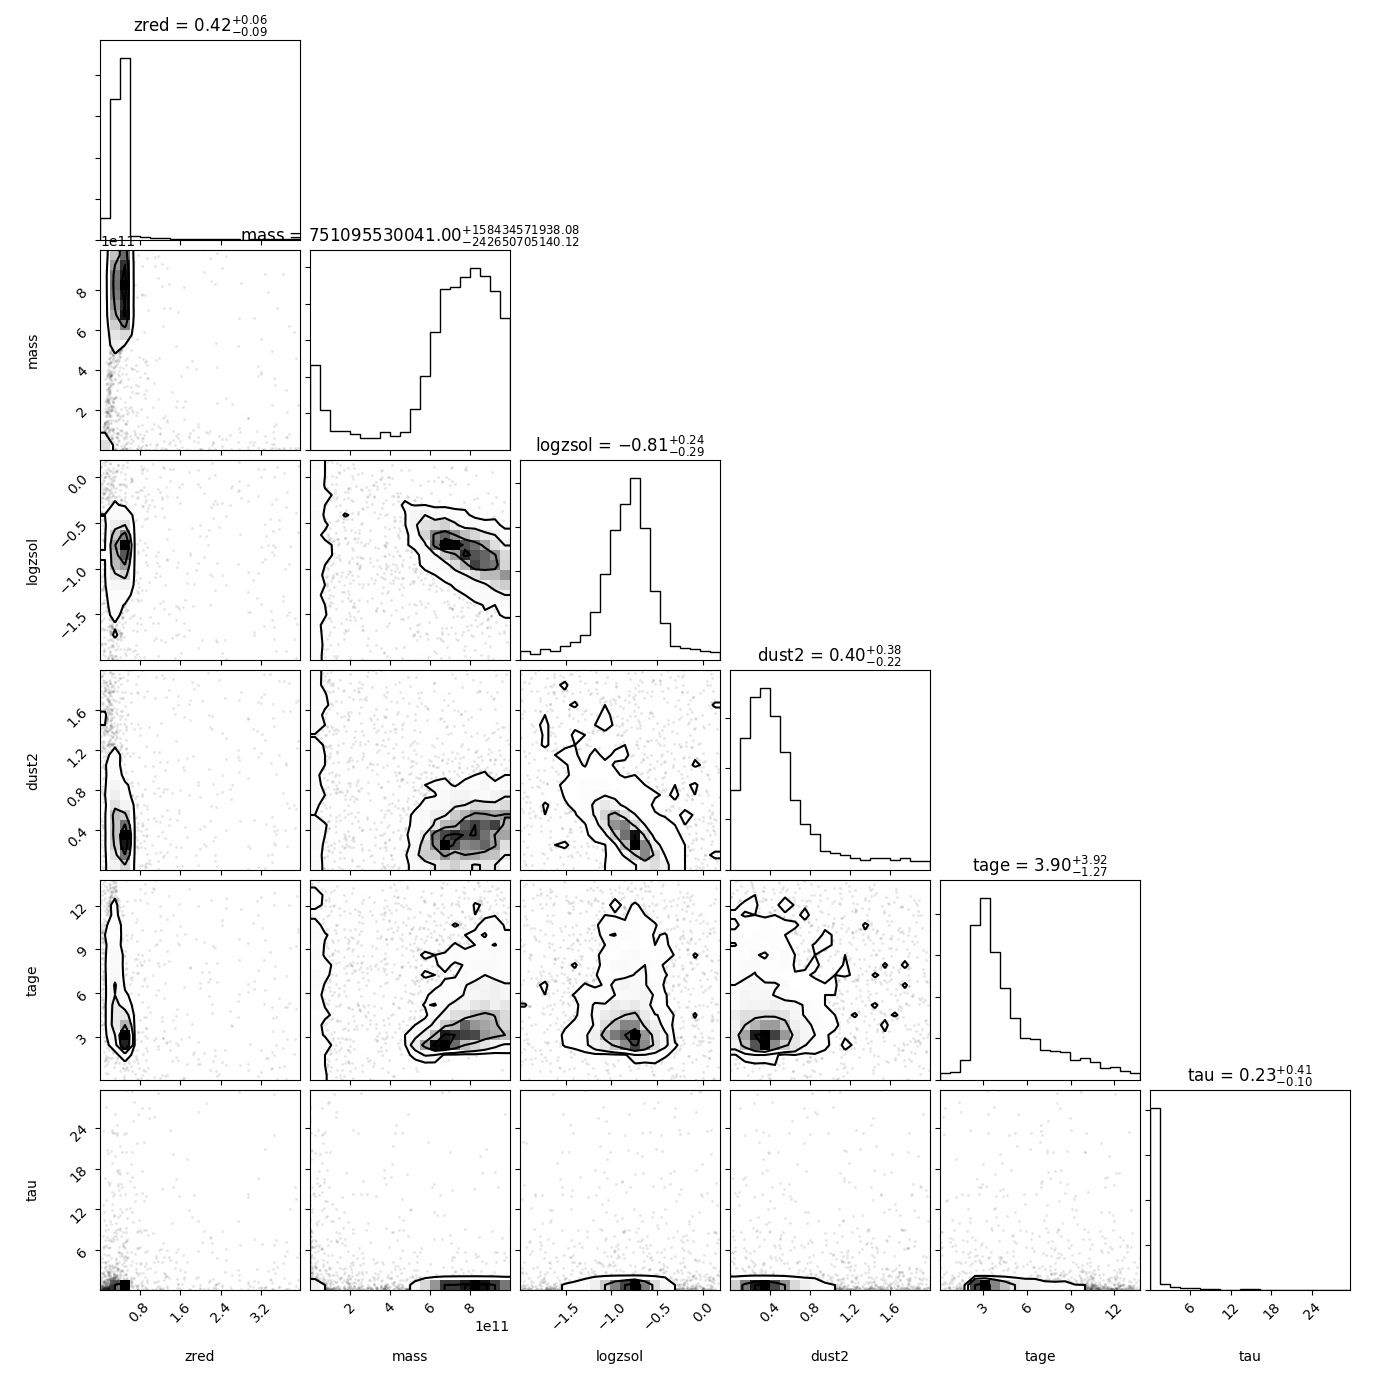 zred = 0.42+0.06 −0.09
1e11
mass = 751095530041.00+158434571938.08 −242650705140.12
8
6
4
2
mass
logzsol = −0.81+0.24 −0.29
0.0
−0.5
−1.0
−1.5
logzsol
dust2 = 0.40+0.38 −0.22
1.6
1.2
0.8
0.4
dust2
tage = 3.90+3.92 −1.27
12
9
6
3
tage
tau = 0.23+0.41 −0.10
24
18
12
6
tau
0.8 1.6 2.4 3.2
2 4 6 8
1e11
−1.5 −1.0 −0.5 0.0
0.4 0.8 1.2 1.6
3 6 9 12
6 12 18 24
zred mass logzsol dust2 tage tau